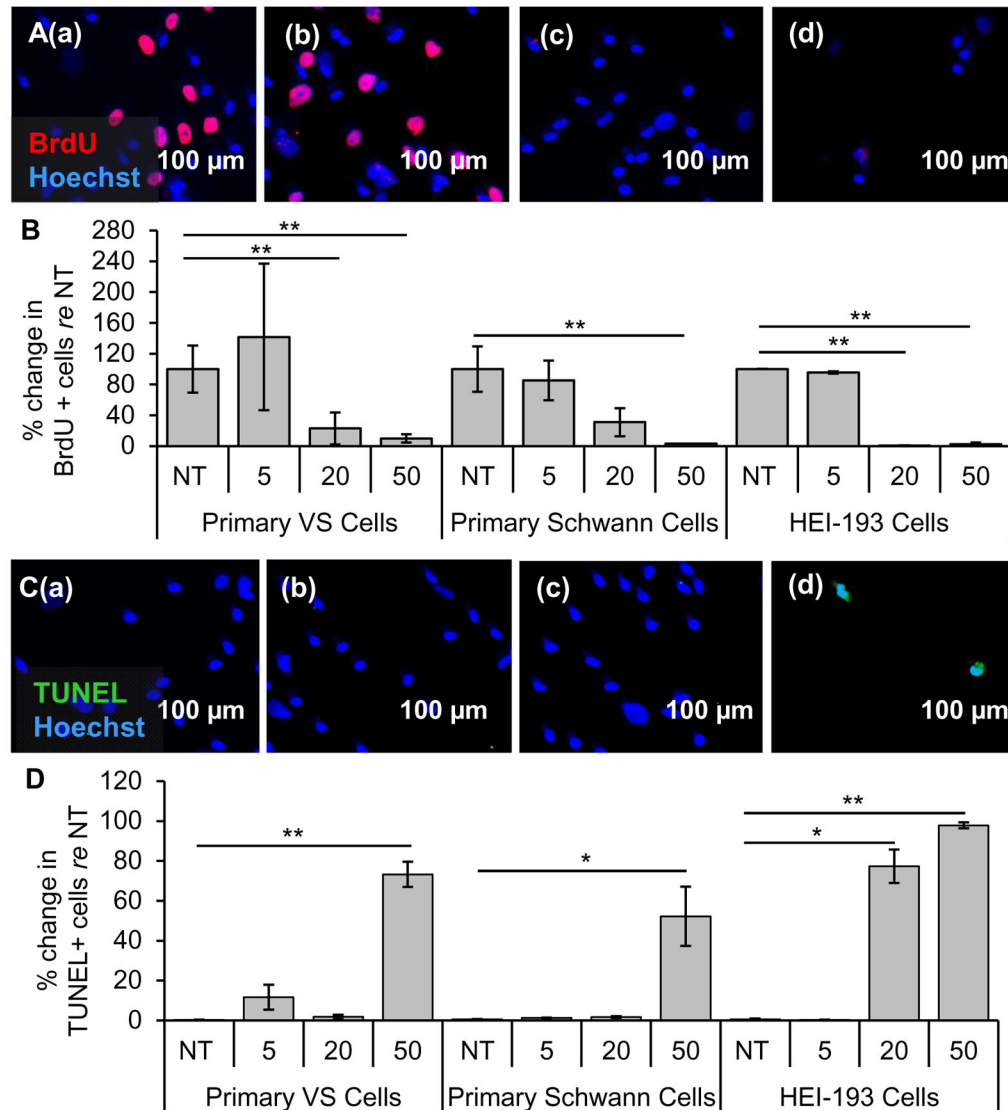 A(a) (b) (c) (d)
BrdU
Hoechst
100 µm 100 µm 100 µm 100 µm
B
% change in
BrdU + cells re NT
280
240
200
160
120
80
40
0
** **
**
**
**
NT 5 20 50 NT 5 20 50 NT 5 20 50
Primary VS Cells Primary Schwann Cells HEI-193 Cells
C(a) (b) (c) (d)
TUNEL
Hoechst
100 µm 100 µm 100 µm 100 µm
D
% change in
TUNEL+ cells re NT
120
100
80
60
40
20
0
** * **
*
NT 5 20 50 NT 5 20 50 NT 5 20 50
Primary VS Cells Primary Schwann Cells HEI-193 Cells